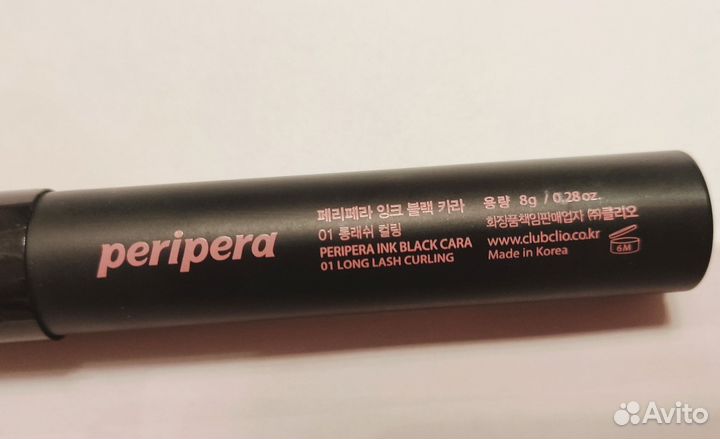 peripera
페리페라 잉크 블랙 카라
01 롱래쉬 컬링
PERIPERA INK BLACK CARA
01 LONG LASH CURLING
용량 8g / 0.28oz.
화장품책임판매업자 ㈜클리오
www.clubclio.co.kr
Made in Korea
6M
Avito